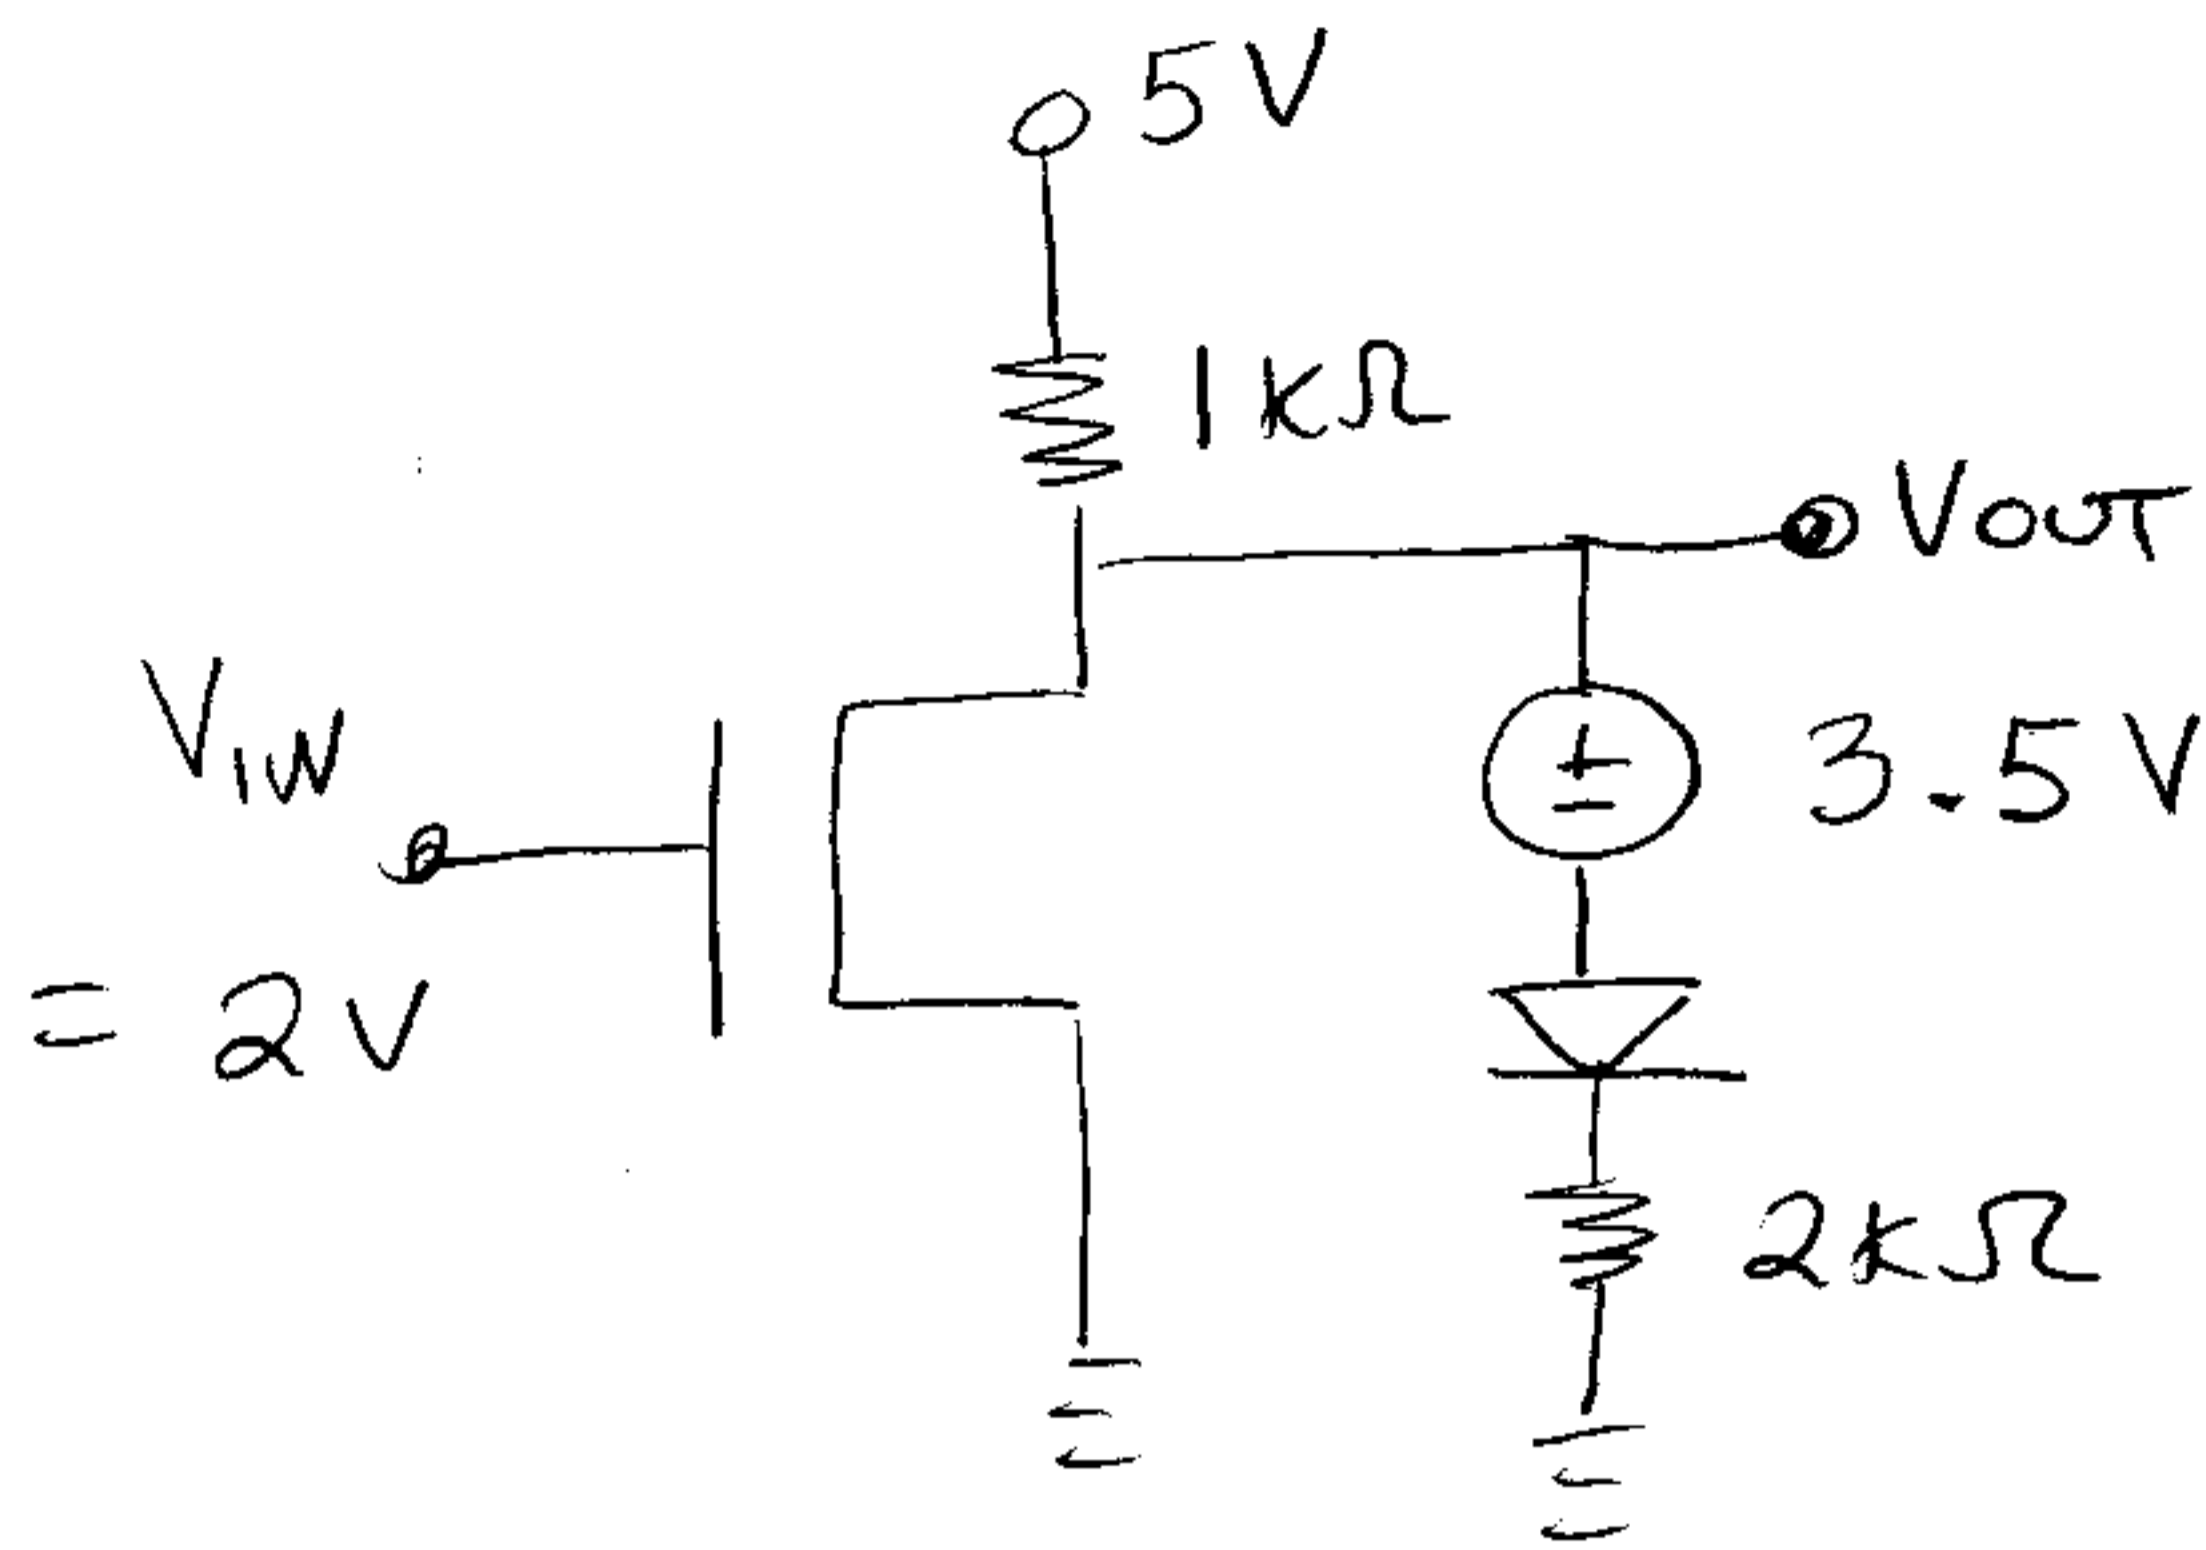 5V
1kΩ
VOUT
VIN
3.5V
+
=
= 2V
2kΩ